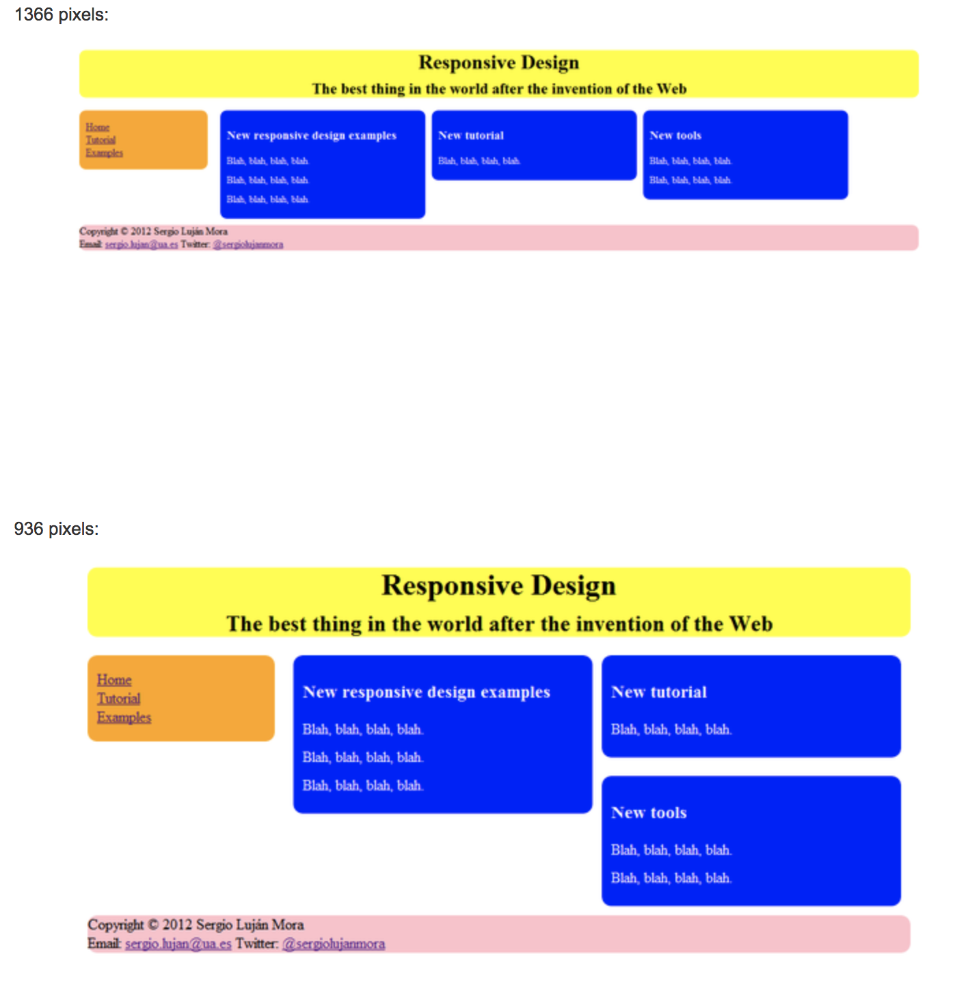 1366 pixels:
Responsive Design
The best thing in the world after the invention of the Web
Home
Tutorial
Examples
New responsive design examples
Blah, blah, blah, blah.
Blah, blah, blah, blah.
Blah, blah, blah, blah.
New tutorial
Blah, blah, blah, blah.
New tools
Blah, blah, blah, blah.
Blah, blah, blah, blah.
Copyright © 2012 Sergio Luján Mora
Email: sergio.lujan@ua.es Twitter: @sergiolujanmora
936 pixels:
Responsive Design
The best thing in the world after the invention of the Web
Home
Tutorial
Examples
New responsive design examples
Blah, blah, blah, blah.
Blah, blah, blah, blah.
Blah, blah, blah, blah.
New tutorial
Blah, blah, blah, blah.
New tools
Blah, blah, blah, blah.
Blah, blah, blah, blah.
Copyright © 2012 Sergio Luján Mora
Email: sergio.lujan@ua.es Twitter: @sergiolujanmora